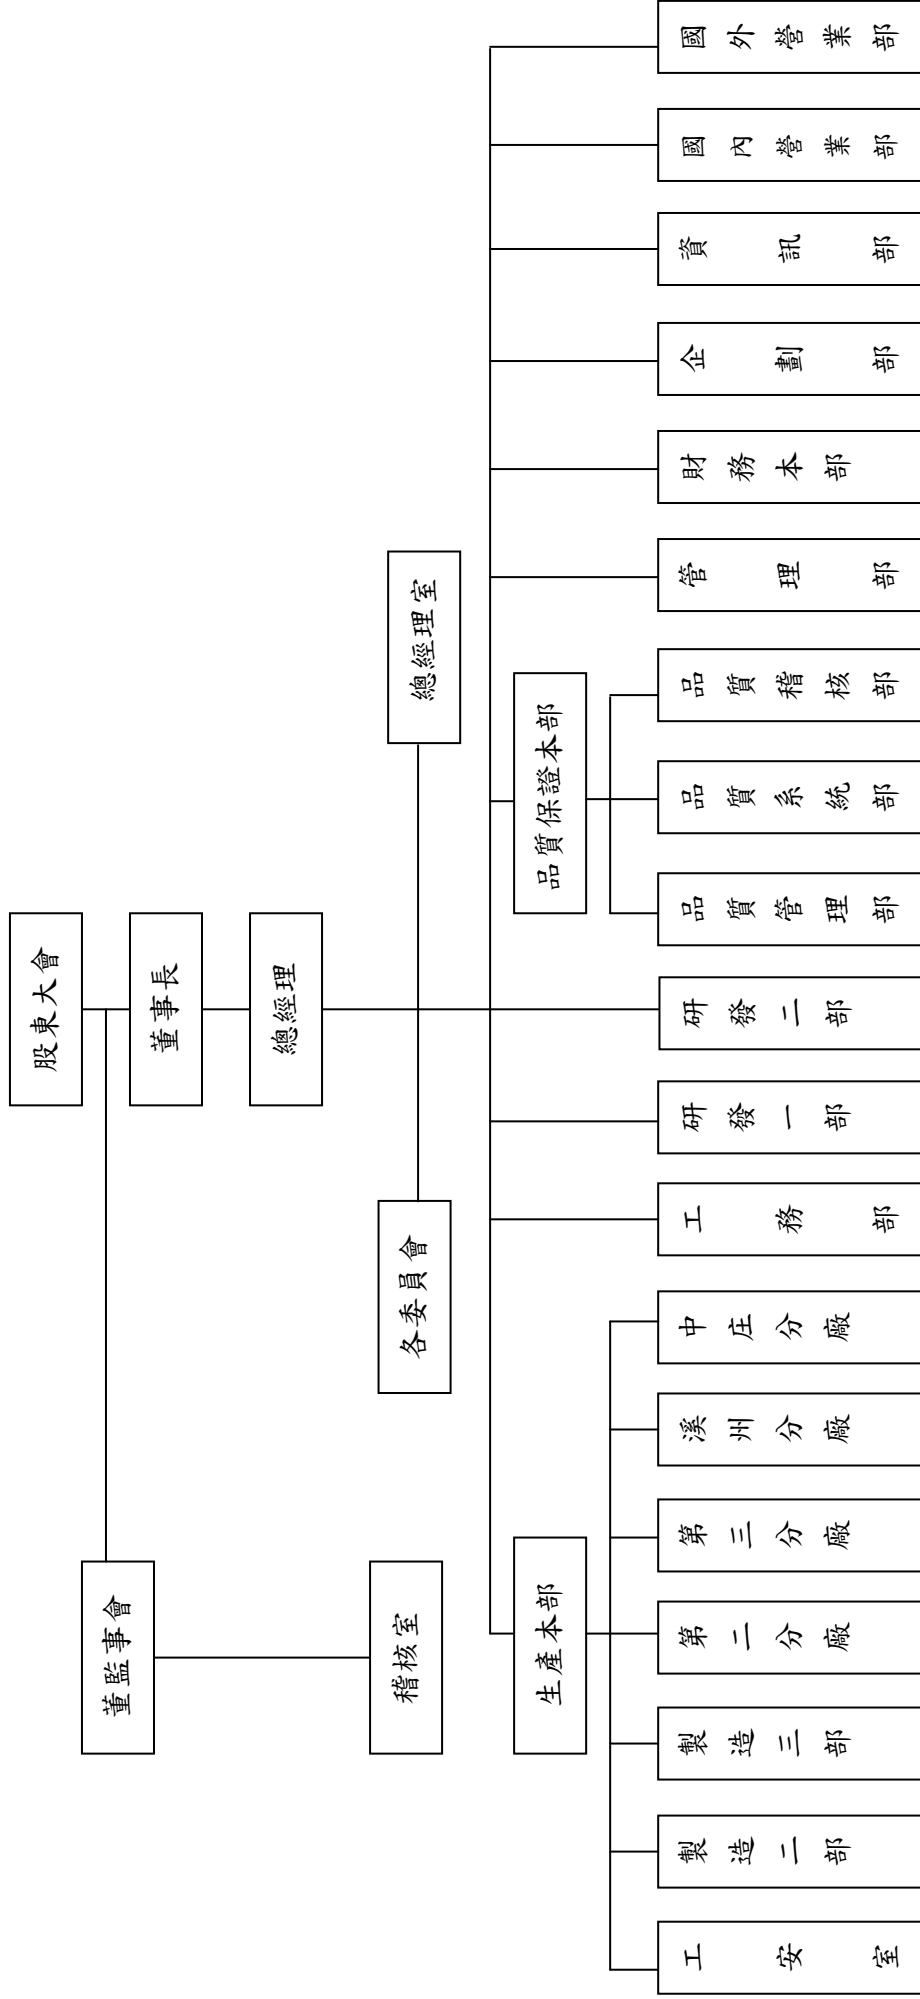 股東大會
董監事會
董事長
總經理
稽核室
各委員會
總經理室
生產本部
品質保證本部
工安室
製造二部
製造三部
第二分廠
第三分廠
溪州分廠
中庄分廠
工務部
研發一部
研發二部
品質管理部
品質系統部
品質稽核部
管理部
財務本部
企劃部
資訊部
國內營業部
國外營業部